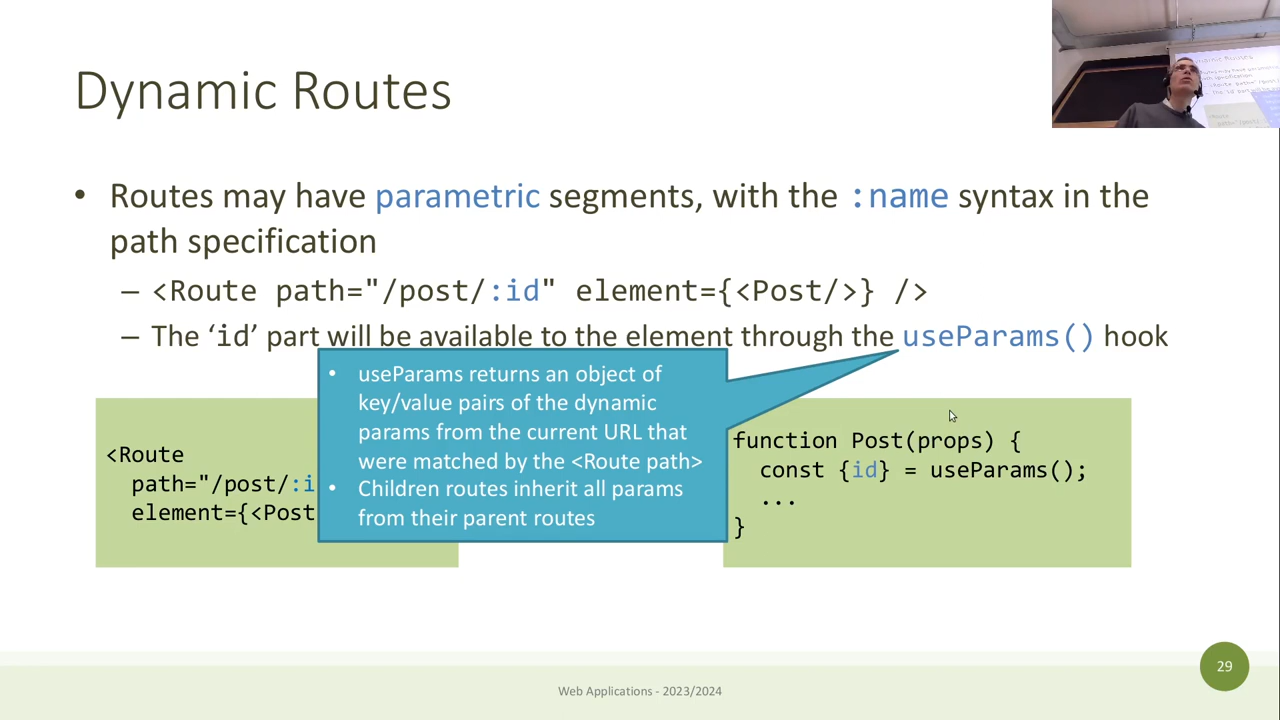 Dynamic Routes
• Routes may have parametric segments, with the :name syntax in the
path specification
– <Route path="/post/:id" element={<Post/>} />
– The ‘id’ part will be available to the element through the useParams() hook
<Route
path="/post/:i
element={<Post
• useParams returns an object of
key/value pairs of the dynamic
params from the current URL that
were matched by the <Route path>
• Children routes inherit all params
from their parent routes
function Post(props) {
const {id} = useParams();
...
}
Web Applications - 2023/2024
29